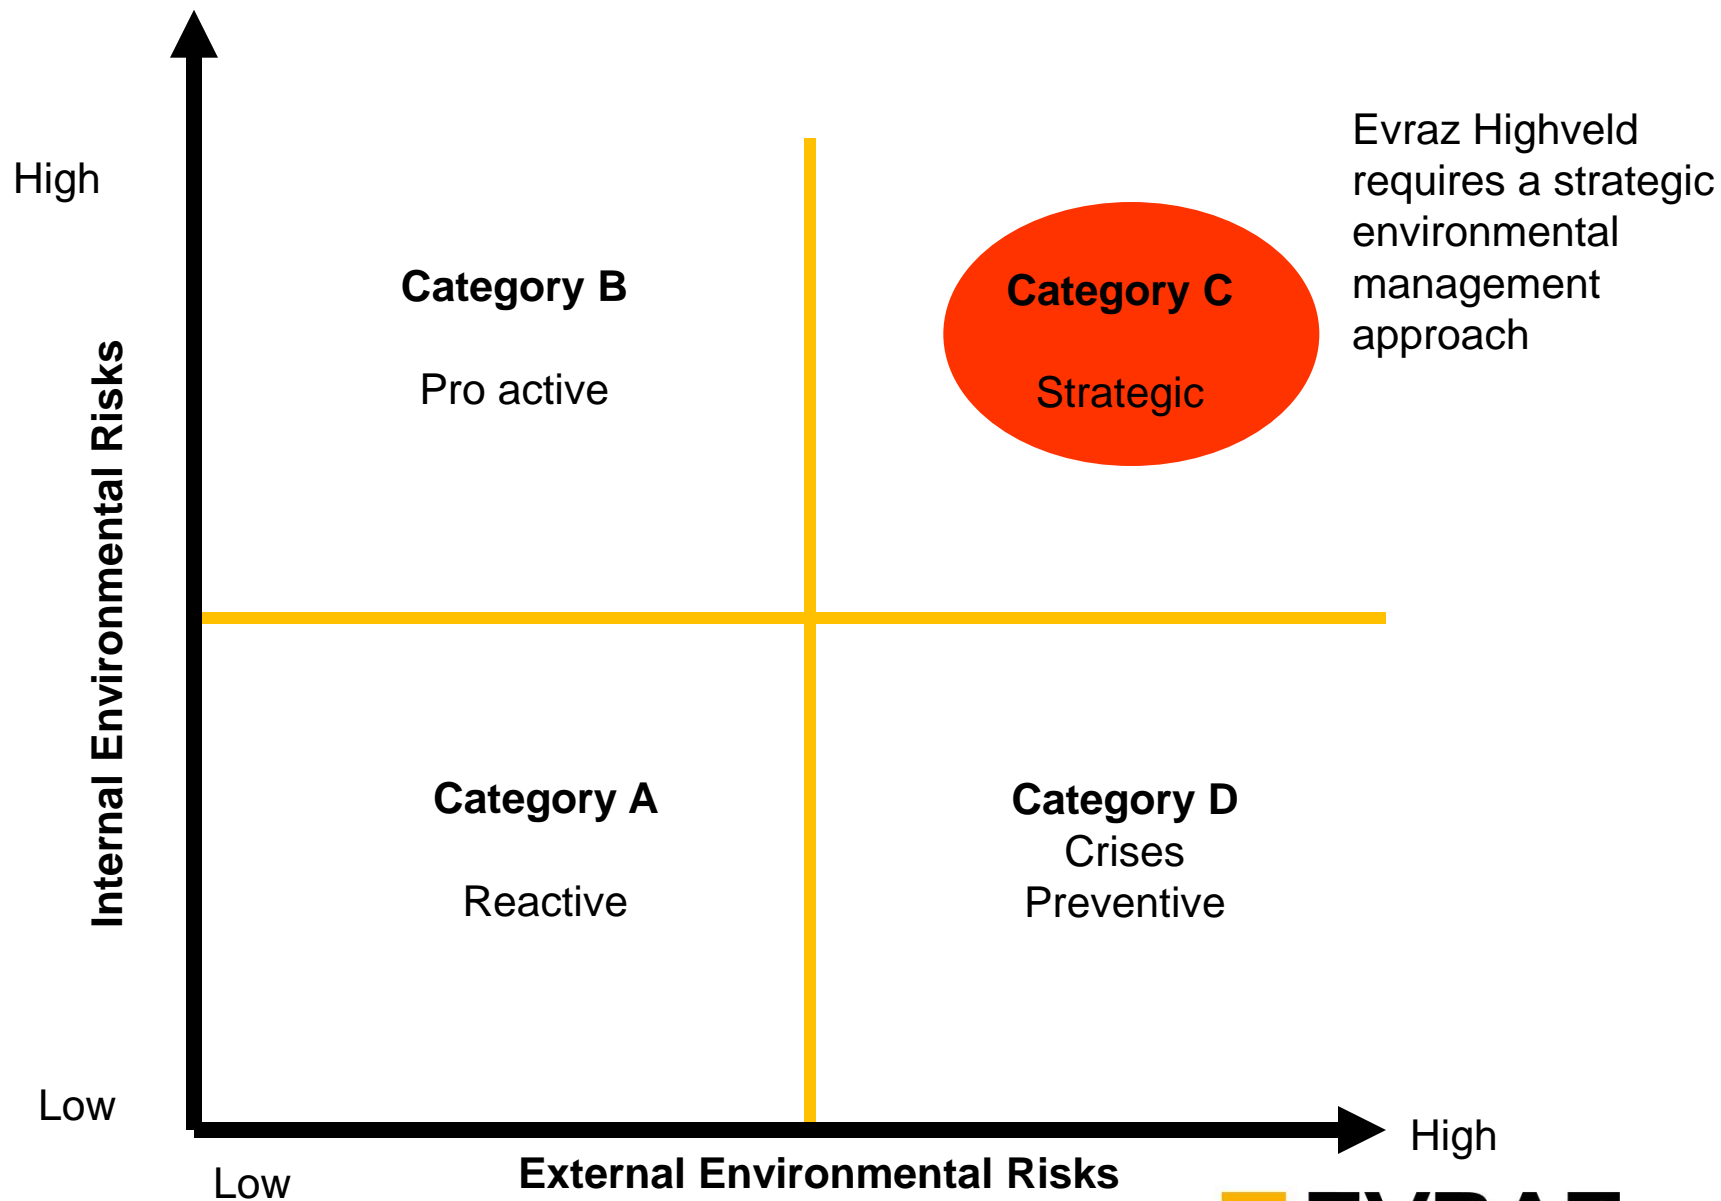 Evraz Highveld
requires a strategic
environmental
management
approach
High
Category B
Pro active
Category C
Strategic
Internal Environmental Risks
Category A
Reactive
Category D
Crises
Preventive
Low
High
Low
External Environmental Risks
EVRAZ